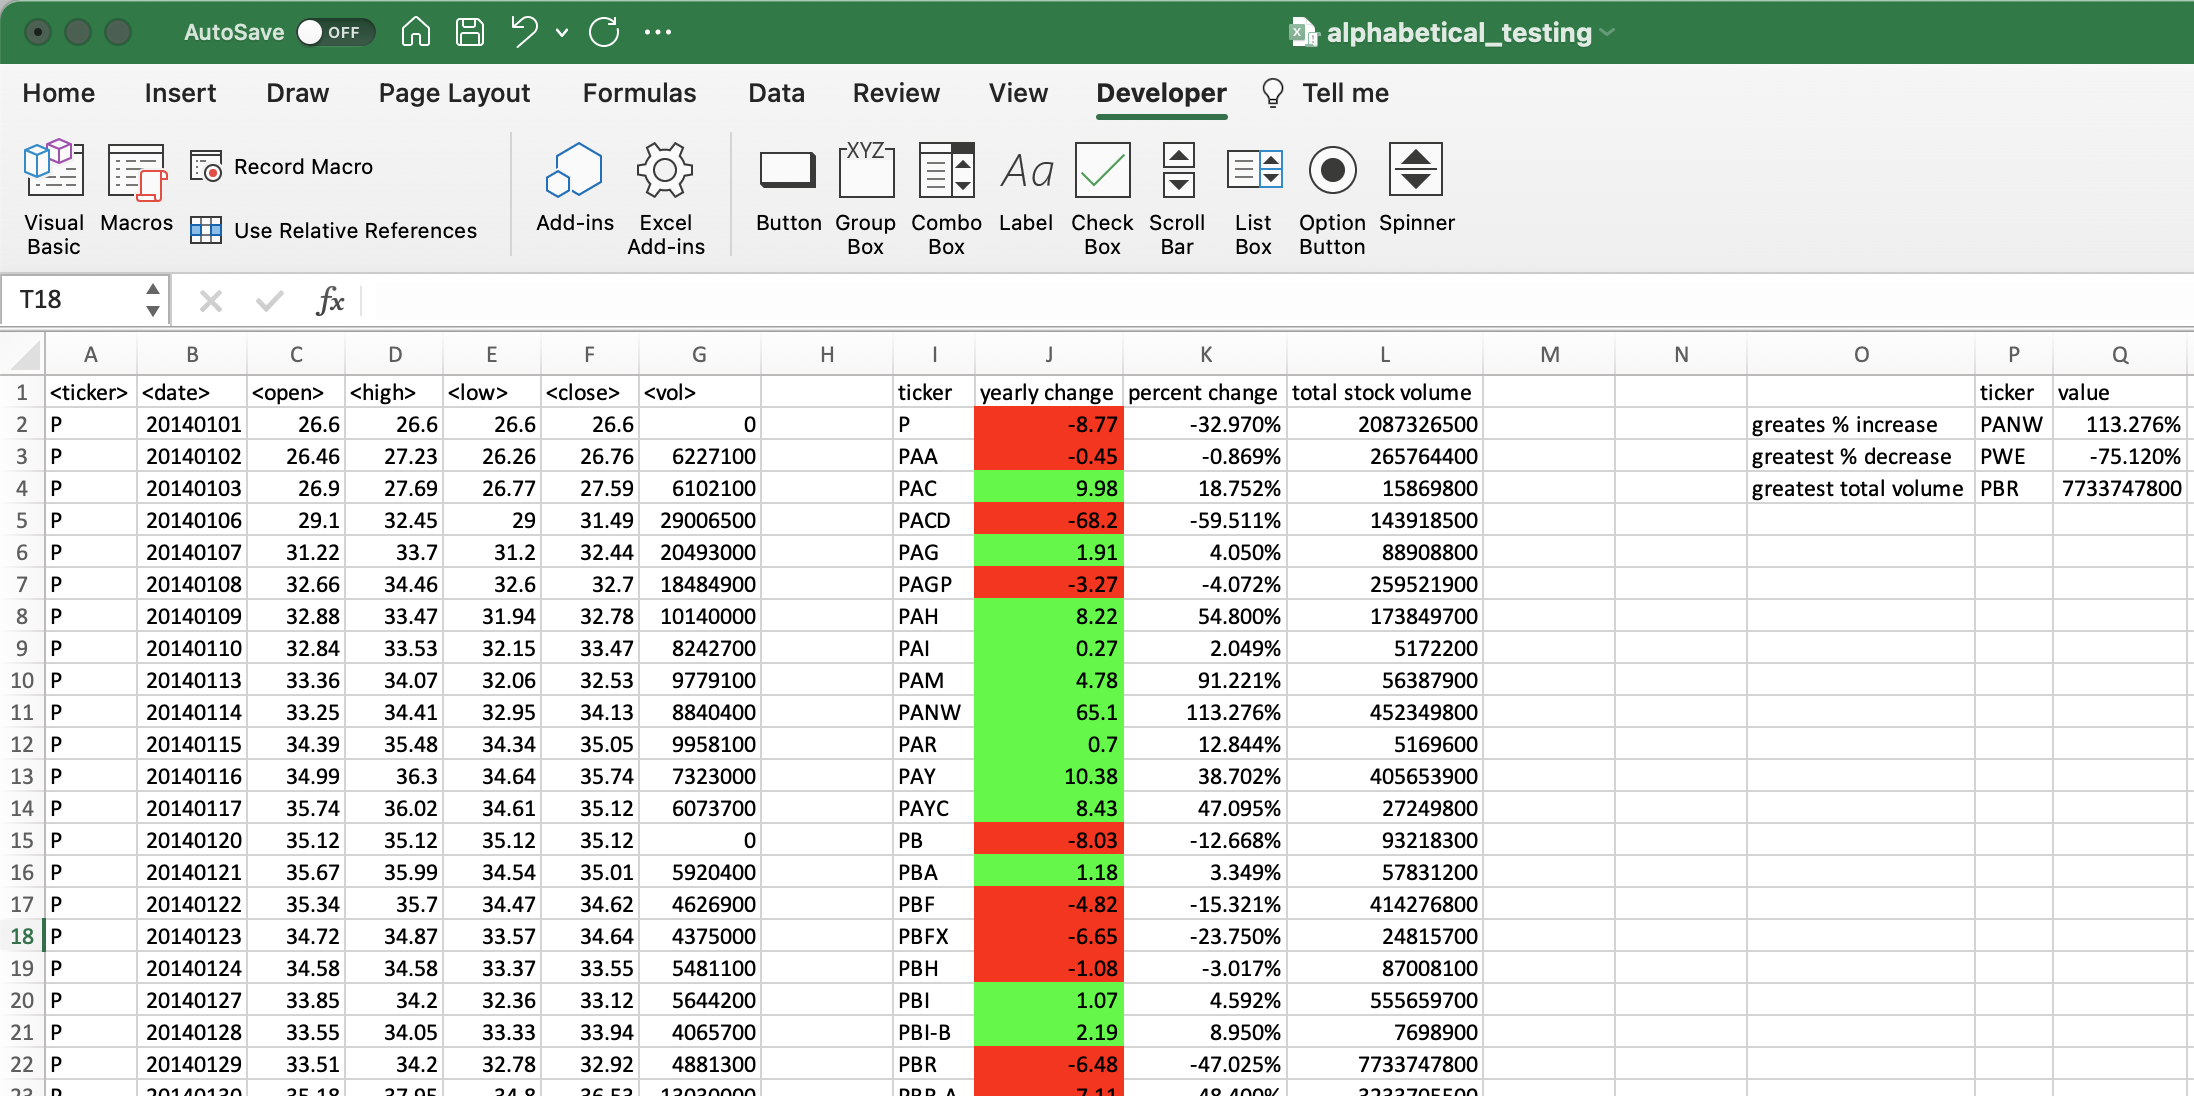 AutoSave OFF alphabetical_testing
Home Insert Draw Page Layout Formulas Data Review View Developer Tell me
Visual Basic Macros Record Macro Use Relative References Add-ins Excel Add-ins Button XYZ Group Box Combo Box Aa Label Check Box Scroll Bar List Box Option Button Spinner
T18 fx
A B C D E F G H I J K L M N O P Q
1 <ticker> <date> <open> <high> <low> <close> <vol> ticker yearly change percent change total stock volume ticker value
2 P 20140101 26.6 26.6 26.6 26.6 0 P -8.77 -32.970% 2087326500 greates % increase PANW 113.276%
3 P 20140102 26.46 27.23 26.26 26.76 6227100 PAA -0.45 -0.869% 265764400 greatest % decrease PWE -75.120%
4 P 20140103 26.9 27.69 26.77 27.59 6102100 PAC 9.98 18.752% 15869800 greatest total volume PBR 7733747800
5 P 20140106 29.1 32.45 29 31.49 29006500 PACD -68.2 -59.511% 143918500
6 P 20140107 31.22 33.7 31.2 32.44 20493000 PAG 1.91 4.050% 88908800
7 P 20140108 32.66 34.46 32.6 32.7 18484900 PAGP -3.27 -4.072% 259521900
8 P 20140109 32.88 33.47 31.94 32.78 10140000 PAH 8.22 54.800% 173849700
9 P 20140110 32.84 33.53 32.15 33.47 8242700 PAI 0.27 2.049% 5172200
10 P 20140113 33.36 34.07 32.06 32.53 9779100 PAM 4.78 91.221% 56387900
11 P 20140114 33.25 34.41 32.95 34.13 8840400 PANW 65.1 113.276% 452349800
12 P 20140115 34.39 35.48 34.34 35.05 9958100 PAR 0.7 12.844% 5169600
13 P 20140116 34.99 36.3 34.64 35.74 7323000 PAY 10.38 38.702% 405653900
14 P 20140117 35.74 36.02 34.61 35.12 6073700 PAYC 8.43 47.095% 27249800
15 P 20140120 35.12 35.12 35.12 35.12 0 PB -8.03 -12.668% 93218300
16 P 20140121 35.67 35.99 34.54 35.01 5920400 PBA 1.18 3.349% 57831200
17 P 20140122 35.34 35.7 34.47 34.62 4626900 PBF -4.82 -15.321% 414276800
18 P 20140123 34.72 34.87 33.57 34.64 4375000 PBFX -6.65 -23.750% 24815700
19 P 20140124 34.58 34.58 33.37 33.55 5481100 PBH -1.08 -3.017% 87008100
20 P 20140127 33.85 34.2 32.36 33.12 5644200 PBI 1.07 4.592% 555659700
21 P 20140128 33.55 34.05 33.33 33.94 4065700 PBI-B 2.19 8.950% 7698900
22 P 20140129 33.51 34.2 32.78 32.92 4881300 PBR -6.48 -47.025% 7733747800
23 P 20140130